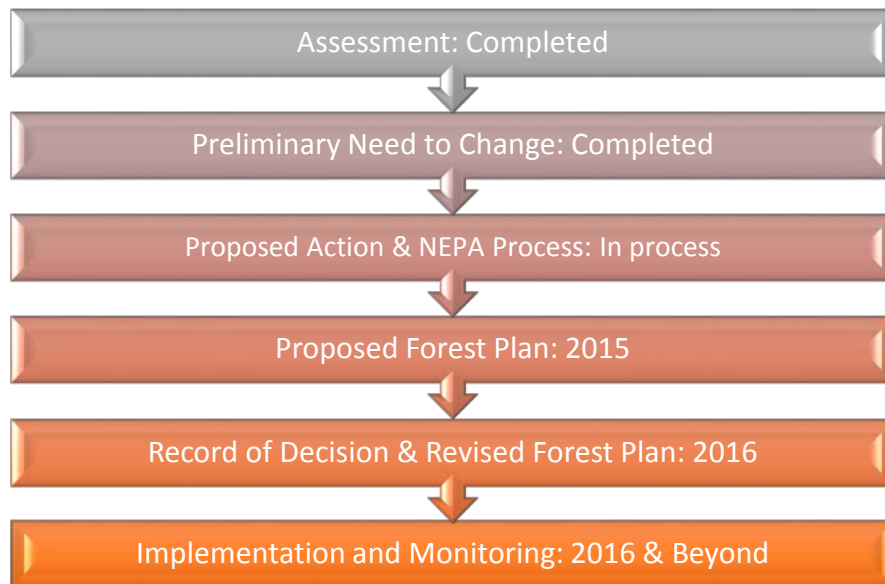 Assessment: Completed
Preliminary Need to Change: Completed
Proposed Action & NEPA Process: In process
Proposed Forest Plan: 2015
Record of Decision & Revised Forest Plan: 2016
Implementation and Monitoring: 2016 & Beyond